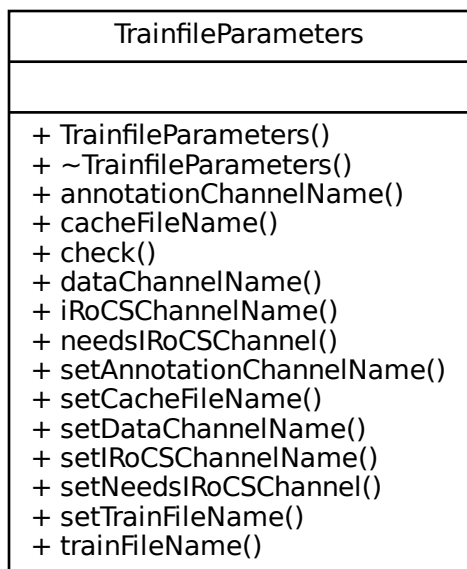 TrainfileParameters
+ TrainfileParameters()
+ ~TrainfileParameters()
+ annotationChannelName()
+ cacheFileName()
+ check()
+ dataChannelName()
+ iRoCSChannelName()
+ needsIRoCSChannel()
+ setAnnotationChannelName()
+ setCacheFileName()
+ setDataChannelName()
+ setIRoCSChannelName()
+ setNeedsIRoCSChannel()
+ setTrainFileName()
+ trainFileName()